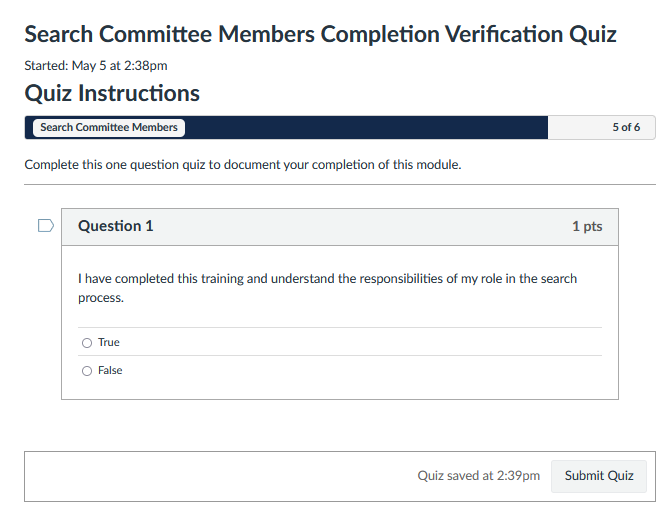 Search Committee Members Completion Verification Quiz
Started: May 5 at 2:38pm
Quiz Instructions
Search Committee Members 5 of 6
Complete this one question quiz to document your completion of this module.
Question 1 1 pts
I have completed this training and understand the responsibilities of my role in the search
process.
True
False
Quiz saved at 2:39pm Submit Quiz